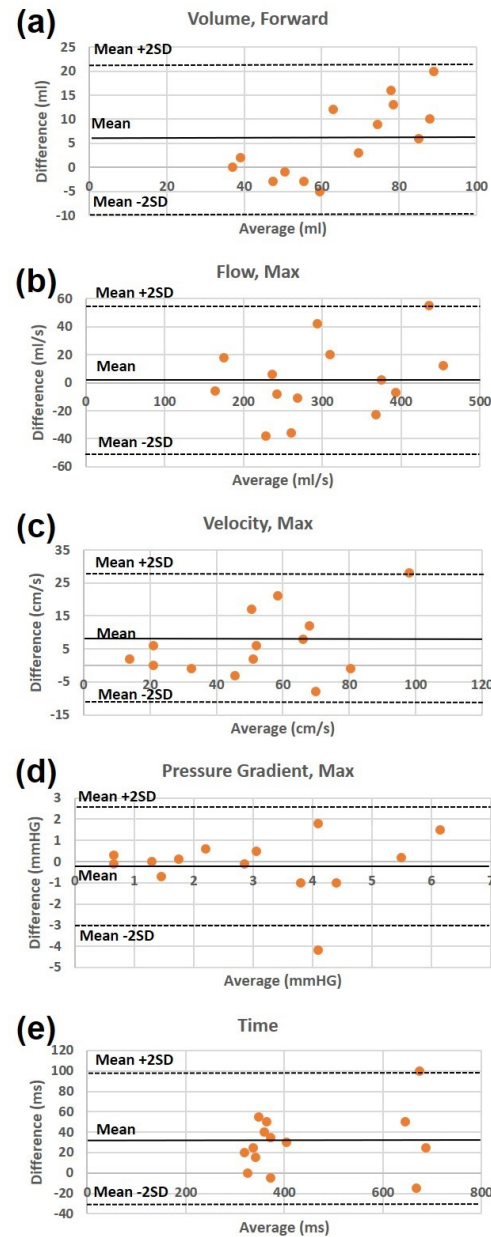 (a)
Volume, Forward
Mean +2SD
Mean
Mean -2SD
Difference (ml)
25
20
15
10
5
0
-5
-10
0
20
40
60
80
100
Average (ml)
(b)
Flow, Max
Mean +2SD
Mean
Mean -2SD
Difference (ml/s)
60
40
20
0
-20
-40
-60
0
100
200
300
400
500
Average (ml/s)
(c)
Velocity, Max
Mean +2SD
Mean
Mean -2SD
Difference (cm/s)
35
25
15
5
-5
-15
0
20
40
60
80
100
120
Average (cm/s)
(d)
Pressure Gradient, Max
Mean +2SD
Mean
Mean -2SD
Difference (mmHG)
3
2
1
0
-1
-2
-3
-4
-5
0
1
2
3
4
5
6
7
Average (mmHG)
(e)
Time
Mean +2SD
Mean
Mean -2SD
Difference (ms)
120
100
80
60
40
20
0
-20
-40
0
200
400
600
800
Average (ms)